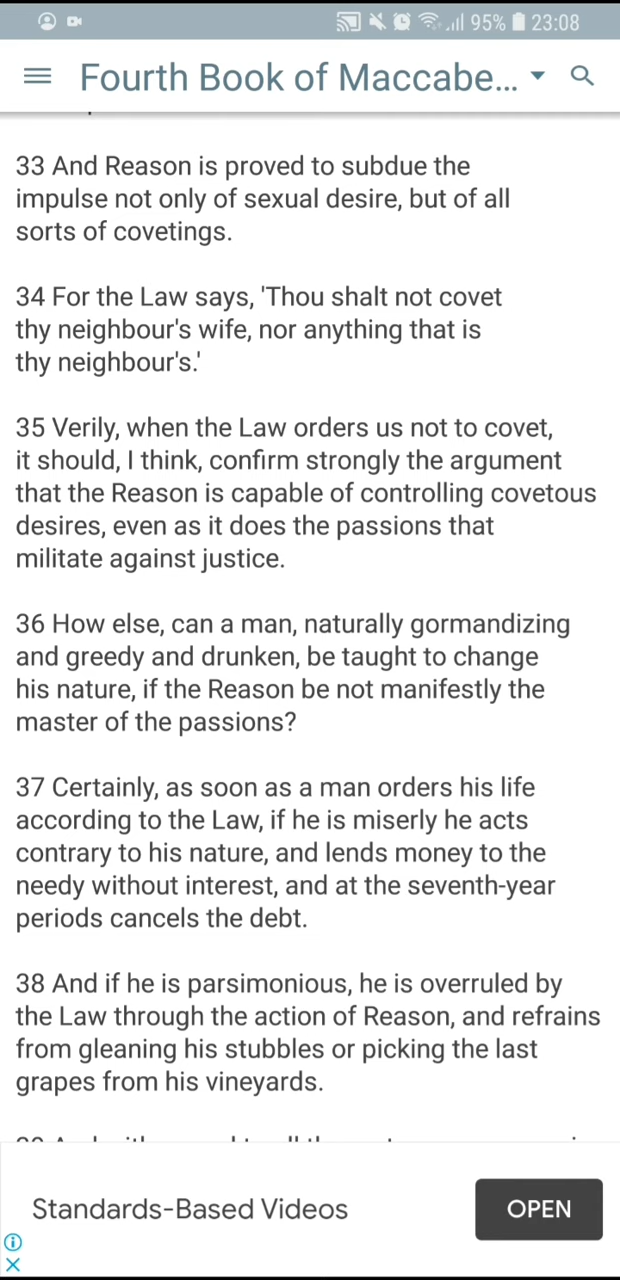 95% 23:08
Fourth Book of Maccabe...
33 And Reason is proved to subdue the
impulse not only of sexual desire, but of all
sorts of covetings.
34 For the Law says, 'Thou shalt not covet
thy neighbour's wife, nor anything that is
thy neighbour's.'
35 Verily, when the Law orders us not to covet,
it should, I think, confirm strongly the argument
that the Reason is capable of controlling covetous
desires, even as it does the passions that
militate against justice.
36 How else, can a man, naturally gormandizing
and greedy and drunken, be taught to change
his nature, if the Reason be not manifestly the
master of the passions?
37 Certainly, as soon as a man orders his life
according to the Law, if he is miserly he acts
contrary to his nature, and lends money to the
needy without interest, and at the seventh-year
periods cancels the debt.
38 And if he is parsimonious, he is overruled by
the Law through the action of Reason, and refrains
from gleaning his stubbles or picking the last
grapes from his vineyards.
Standards-Based Videos
OPEN